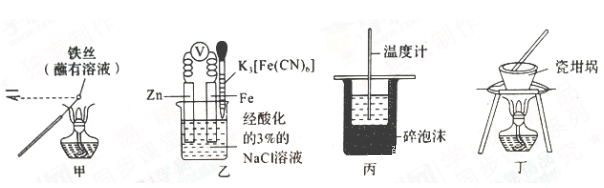 铁丝
(蘸有溶液)
甲
V
K₃[Fe(CN)₆]
Zn
Fe
经酸化
的3%的
NaCl溶液
乙
温度计
碎泡沫
丙
瓷坩埚
丁